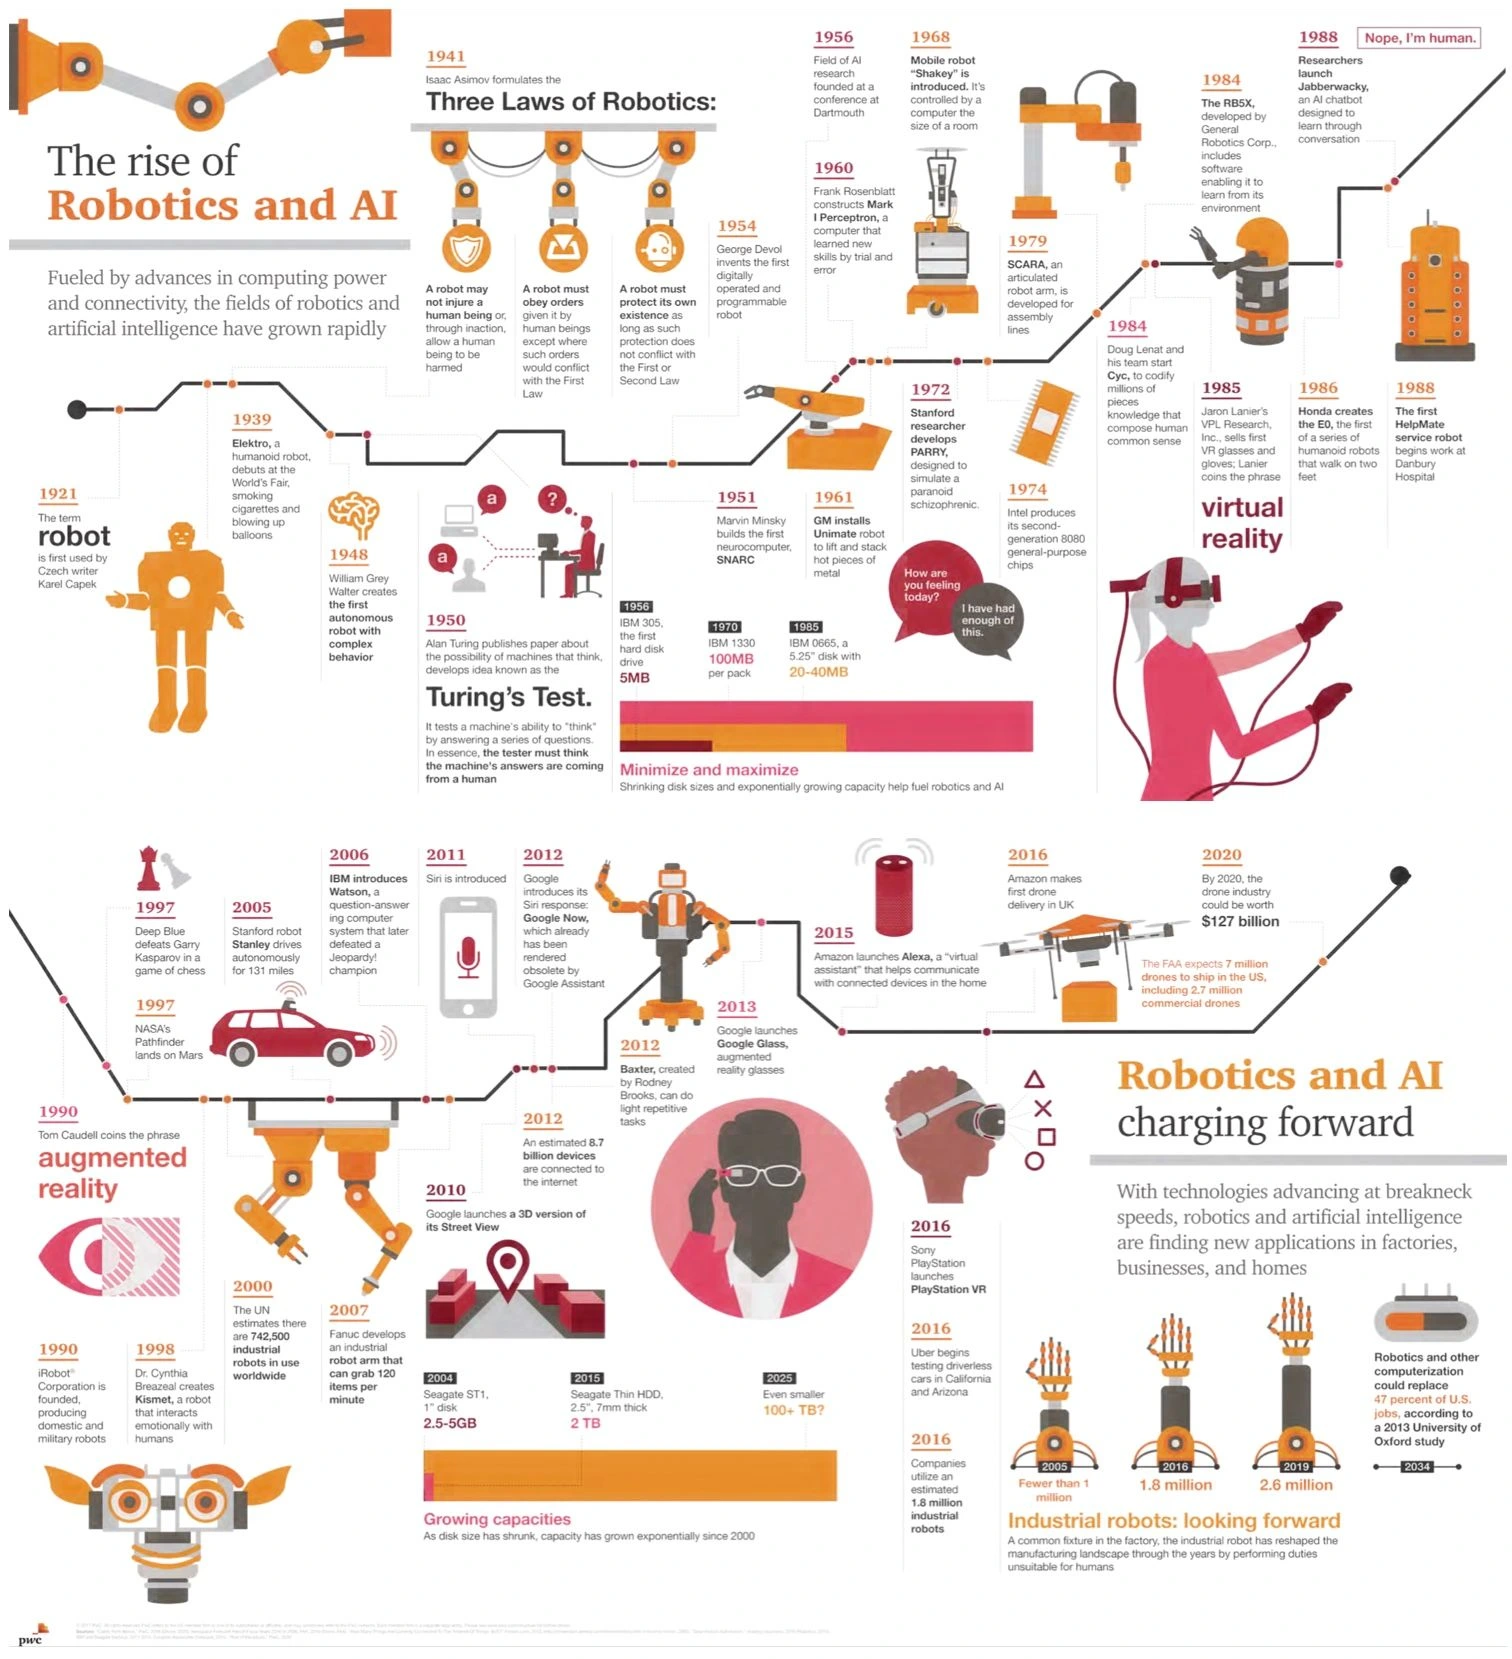 The rise of
Robotics and AI
Fueled by advances in computing power
and connectivity, the fields of robotics and
artificial intelligence have grown rapidly
1921
The term
robot
is first used by
Czech writer
Karel Capek
1939
Elektro, a
humanoid robot,
debuts at the
World's Fair,
smoking
cigarettes and
blowing up
balloons
1941
Isaac Asimov formulates the
Three Laws of Robotics:
A robot may
not injure a
human being or,
through inaction,
allow a human
being to be
harmed
A robot must
obey orders
given it by
human beings
except where
such orders
would conflict
with the First
Law
A robot must
protect its own
existence as
long as such
protection does
not conflict with
the First or
Second Law
1948
William Grey
Walter creates
the first
autonomous
robot with
complex
behavior
a
?
a
1950
Alan Turing publishes paper about
the possibility of machines that think,
develops idea known as the
Turing's Test.
It tests a machine's ability to "think"
by answering a series of questions.
In essence, the tester must think
the machine's answers are coming
from a human
1951
Marvin Minsky
builds the first
neurocomputer,
SNARC
1954
George Devol
invents the first
digitally
operated and
programmable
robot
1956
Field of AI
research
founded at a
conference at
Dartmouth
1960
Frank Rosenblatt
constructs Mark
I Perceptron, a
computer that
learned new
skills by trial and
error
1961
GM installs
Unimate robot
to lift and stack
hot pieces of
metal
1968
Mobile robot
"Shakey" is
introduced. It's
controlled by a
computer the
size of a room
1972
Stanford
researcher
develops
PARRY,
designed to
simulate a
paranoid
schizophrenic.
How are
you feeling
today?
I have had
enough of
this.
1974
Intel produces
its second-
generation 8080
general-purpose
chips
1979
SCARA, an
articulated
robot arm, is
developed for
assembly
lines
1984
Doug Lenat and
his team start
Cyc, to codify
millions of
pieces
knowledge that
compose human
common sense
1984
The RB5X,
developed by
General
Robotics Corp.,
includes
software
enabling it to
learn from its
environment
1985
Jaron Lanier's
VPL Research,
Inc., sells first
VR glasses and
gloves; Lanier
coins the phrase
virtual
reality
1986
Honda creates
the E0, the first
of a series of
humanoid robots
that walk on two
feet
1988
Researchers
launch
Jabberwacky,
an AI chatbot
designed to
learn through
conversation
Nope, I'm human.
1988
The first
HelpMate
service robot
begins work at
Danbury
Hospital
1956
IBM 305,
the first
hard disk
drive
5MB
1970
IBM 1330
100MB
per pack
1985
IBM 0665, a
5.25" disk with
20-40MB
Minimize and maximize
Shrinking disk sizes and exponentially growing capacity help fuel robotics and AI
1990
Tom Caudell coins the phrase
augmented
reality
1990
iRobot®
Corporation is
founded,
producing
domestic and
military robots
1997
Deep Blue
defeats Garry
Kasparov in a
game of chess
1997
NASA's
Pathfinder
lands on Mars
1998
Dr. Cynthia
Breazeal creates
Kismet, a robot
that interacts
emotionally with
humans
2000
The UN
estimates there
are 742,500
industrial
robots in use
worldwide
2005
Stanford robot
Stanley drives
autonomously
for 131 miles
2006
IBM introduces
Watson, a
question-answer
ing computer
system that later
defeated a
Jeopardy!
champion
2007
Fanuc develops
an industrial
robot arm that
can grab 120
items per
minute
2010
Google launches a 3D version of
its Street View
2011
Siri is introduced
2012
Google
introduces its
Siri response:
Google Now,
which already
has been
rendered
obsolete by
Google Assistant
2012
An estimated 8.7
billion devices
are connected to
the internet
2012
Baxter, created
by Rodney
Brooks, can do
light repetitive
tasks
2013
Google launches
Google Glass,
augmented
reality glasses
2015
Amazon launches Alexa, a "virtual
assistant" that helps communicate
with connected devices in the home
2016
Amazon makes
first drone
delivery in UK
2020
By 2020, the
drone industry
could be worth
$127 billion
The FAA expects 7 million
drones to ship in the US,
including 2.7 million
commercial drones
2016
Sony
PlayStation
launches
PlayStation VR
2016
Uber begins
testing driverless
cars in California
and Arizona
2016
Companies
utilize an
estimated
1.8 million
industrial
robots
2004
Seagate ST1,
1" disk
2.5-5GB
2015
Seagate Thin HDD,
2.5", 7mm thick
2 TB
2025
Even smaller
100+ TB?
Growing capacities
As disk size has shrunk, capacity has grown exponentially since 2000
Robotics and AI
charging forward
With technologies advancing at breakneck
speeds, robotics and artificial intelligence
are finding new applications in factories,
businesses, and homes
2005
Fewer than 1
million
2016
1.8 million
2019
2.6 million
Industrial robots: looking forward
A common fixture in the factory, the industrial robot has reshaped the
manufacturing landscape through the years by performing duties
unsuitable for humans
Robotics and other
computerization
could replace
47 percent of U.S.
jobs, according to
a 2013 University of
Oxford study
2034
pwc